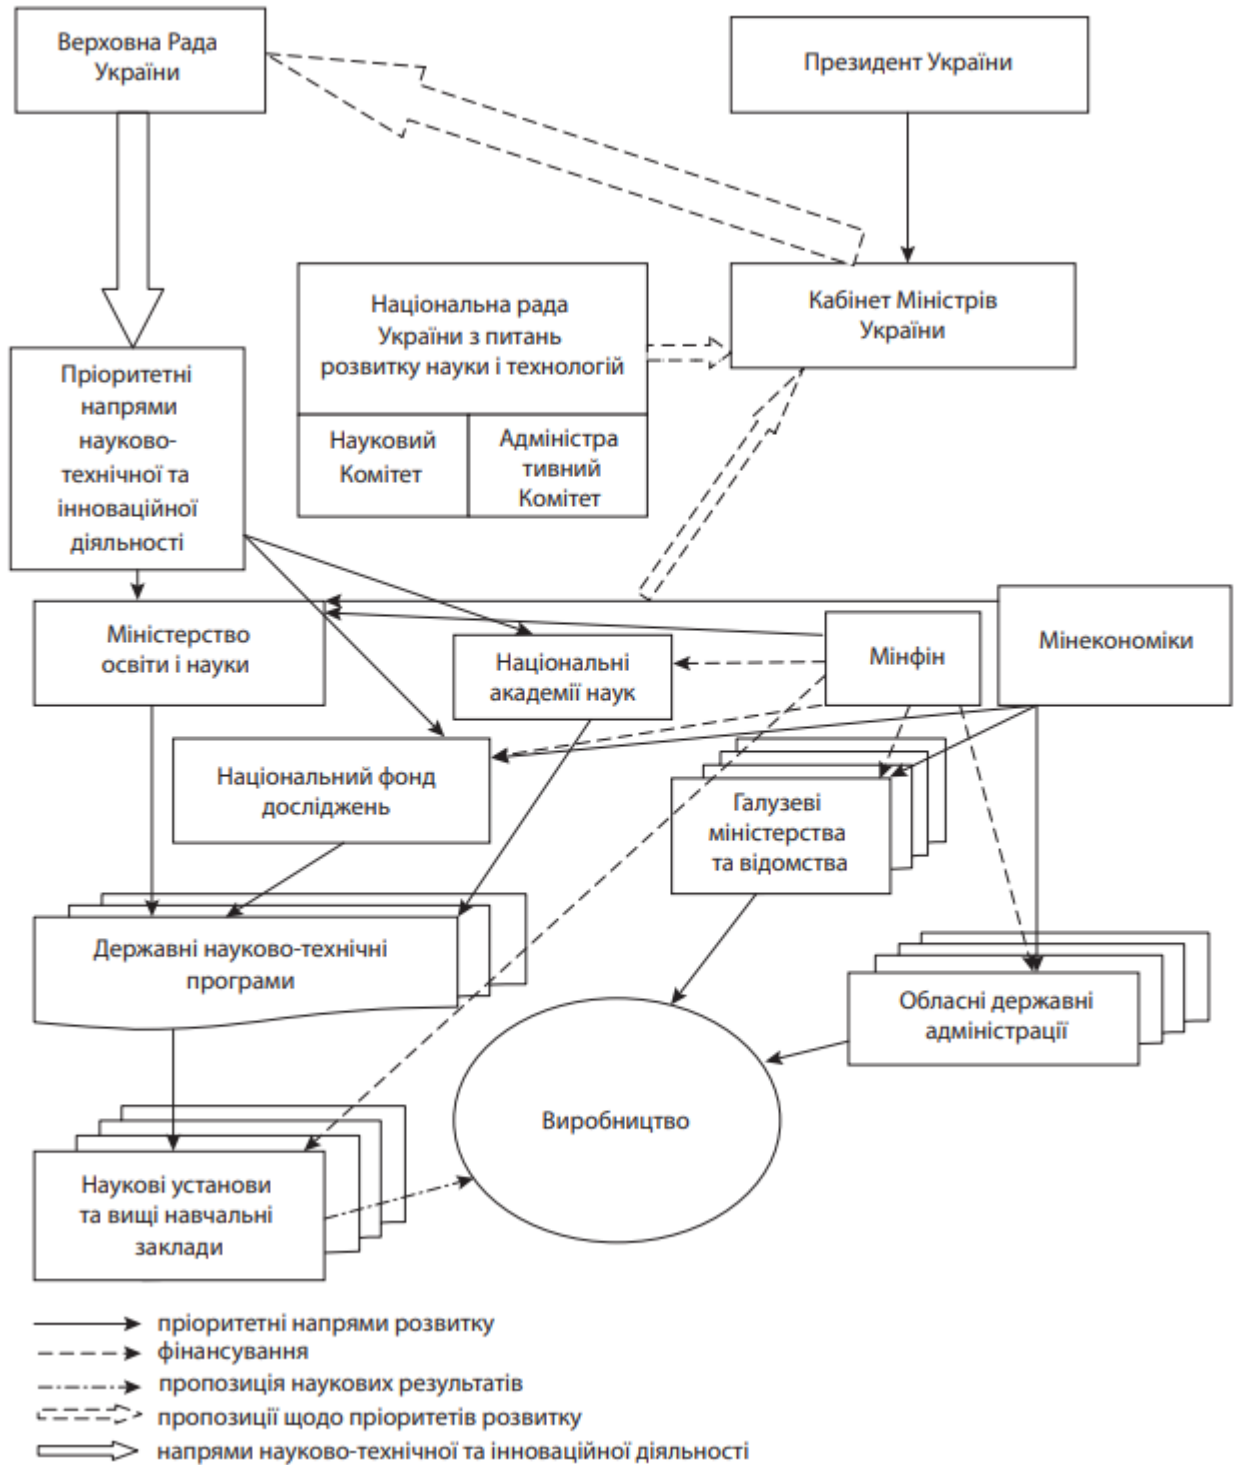 Верховна Рада
України
Президент України
Національна рада
України з питань
розвитку науки і технологій
Науковий
Комітет
Адміністра
тивний
Комітет
Кабінет Міністрів
України
Пріоритетні
напрями
науково-
технічної та
інноваційної
діяльності
Міністерство
освіти і науки
Національні
академії наук
Мінфін
Мінекономіки
Національний фонд
досліджень
Галузеві
міністерства
та відомства
Державні науково-технічні
програми
Обласні державні
адміністрації
Виробництво
Наукові установи
та вищі навчальні
заклади
пріоритетні напрями розвитку
фінансування
пропозиція наукових результатів
пропозиції щодо пріоритетів розвитку
напрями науково-технічної та інноваційної діяльності